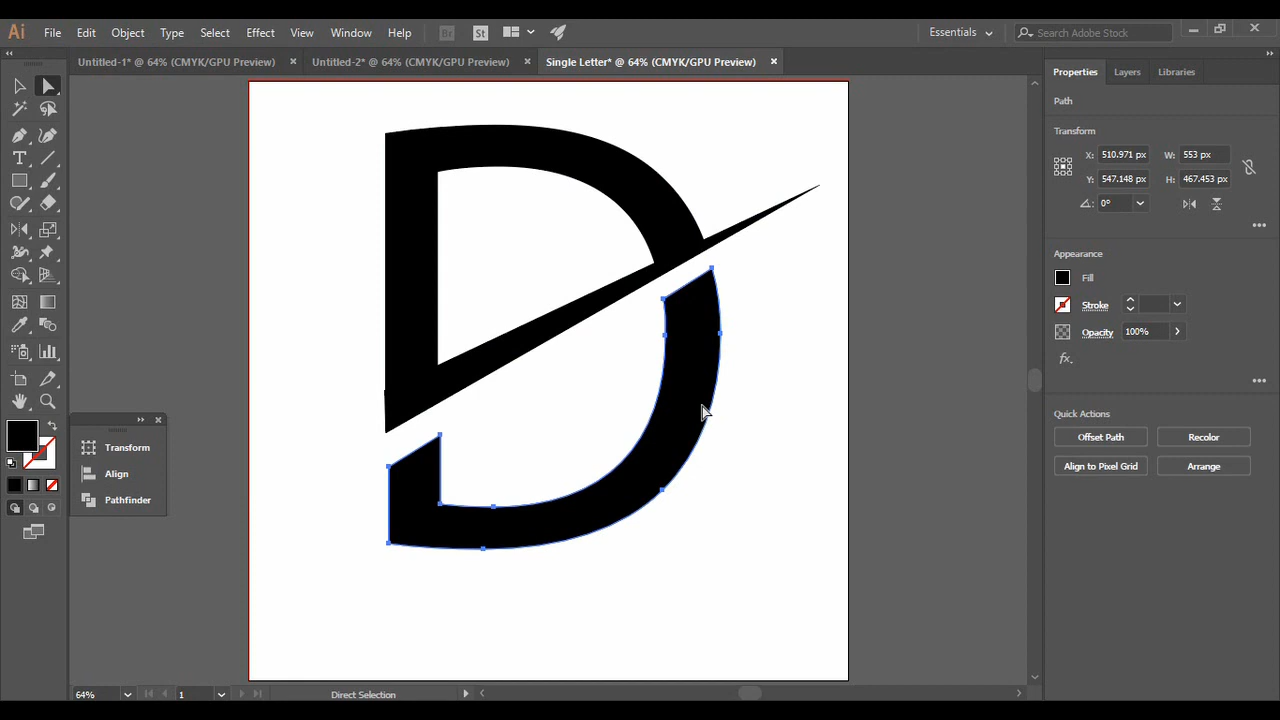 Ai File Edit Object Type Select Effect View Window Help Br St Essentials Search Adobe Stock
Untitled-1* @ 64% (CMYK/GPU Preview) Untitled-2* @ 64% (CMYK/GPU Preview) Single Letter* @ 64% (CMYK/GPU Preview)
Properties Layers Libraries
Path
Transform
X: 510.971 px W: 553 px
Y: 547.148 px H: 467.453 px
0°
Appearance
Fill
Stroke
Opacity 100%
fx.
Quick Actions
Offset Path Recolor
Align to Pixel Grid Arrange
Transform
Align
Pathfinder
D
64% 1 Direct Selection